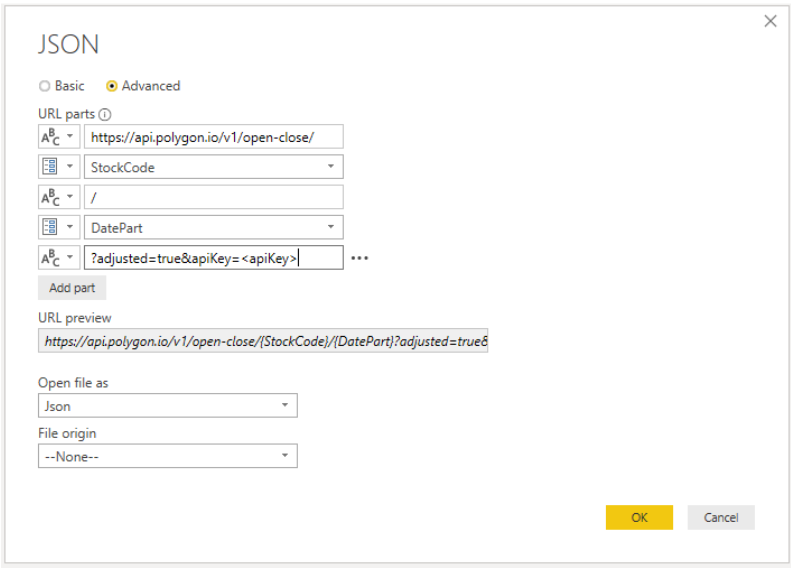 JSON
Basic Advanced
URL parts
ABC https://api.polygon.io/v1/open-close/
StockCode
ABC /
DatePart
ABC ?adjusted=true&apiKey=<apiKey>
Add part
URL preview
https://api.polygon.io/v1/open-close/{StockCode}/{DatePart}?adjusted=true&
Open file as
Json
File origin
--None--
OK Cancel